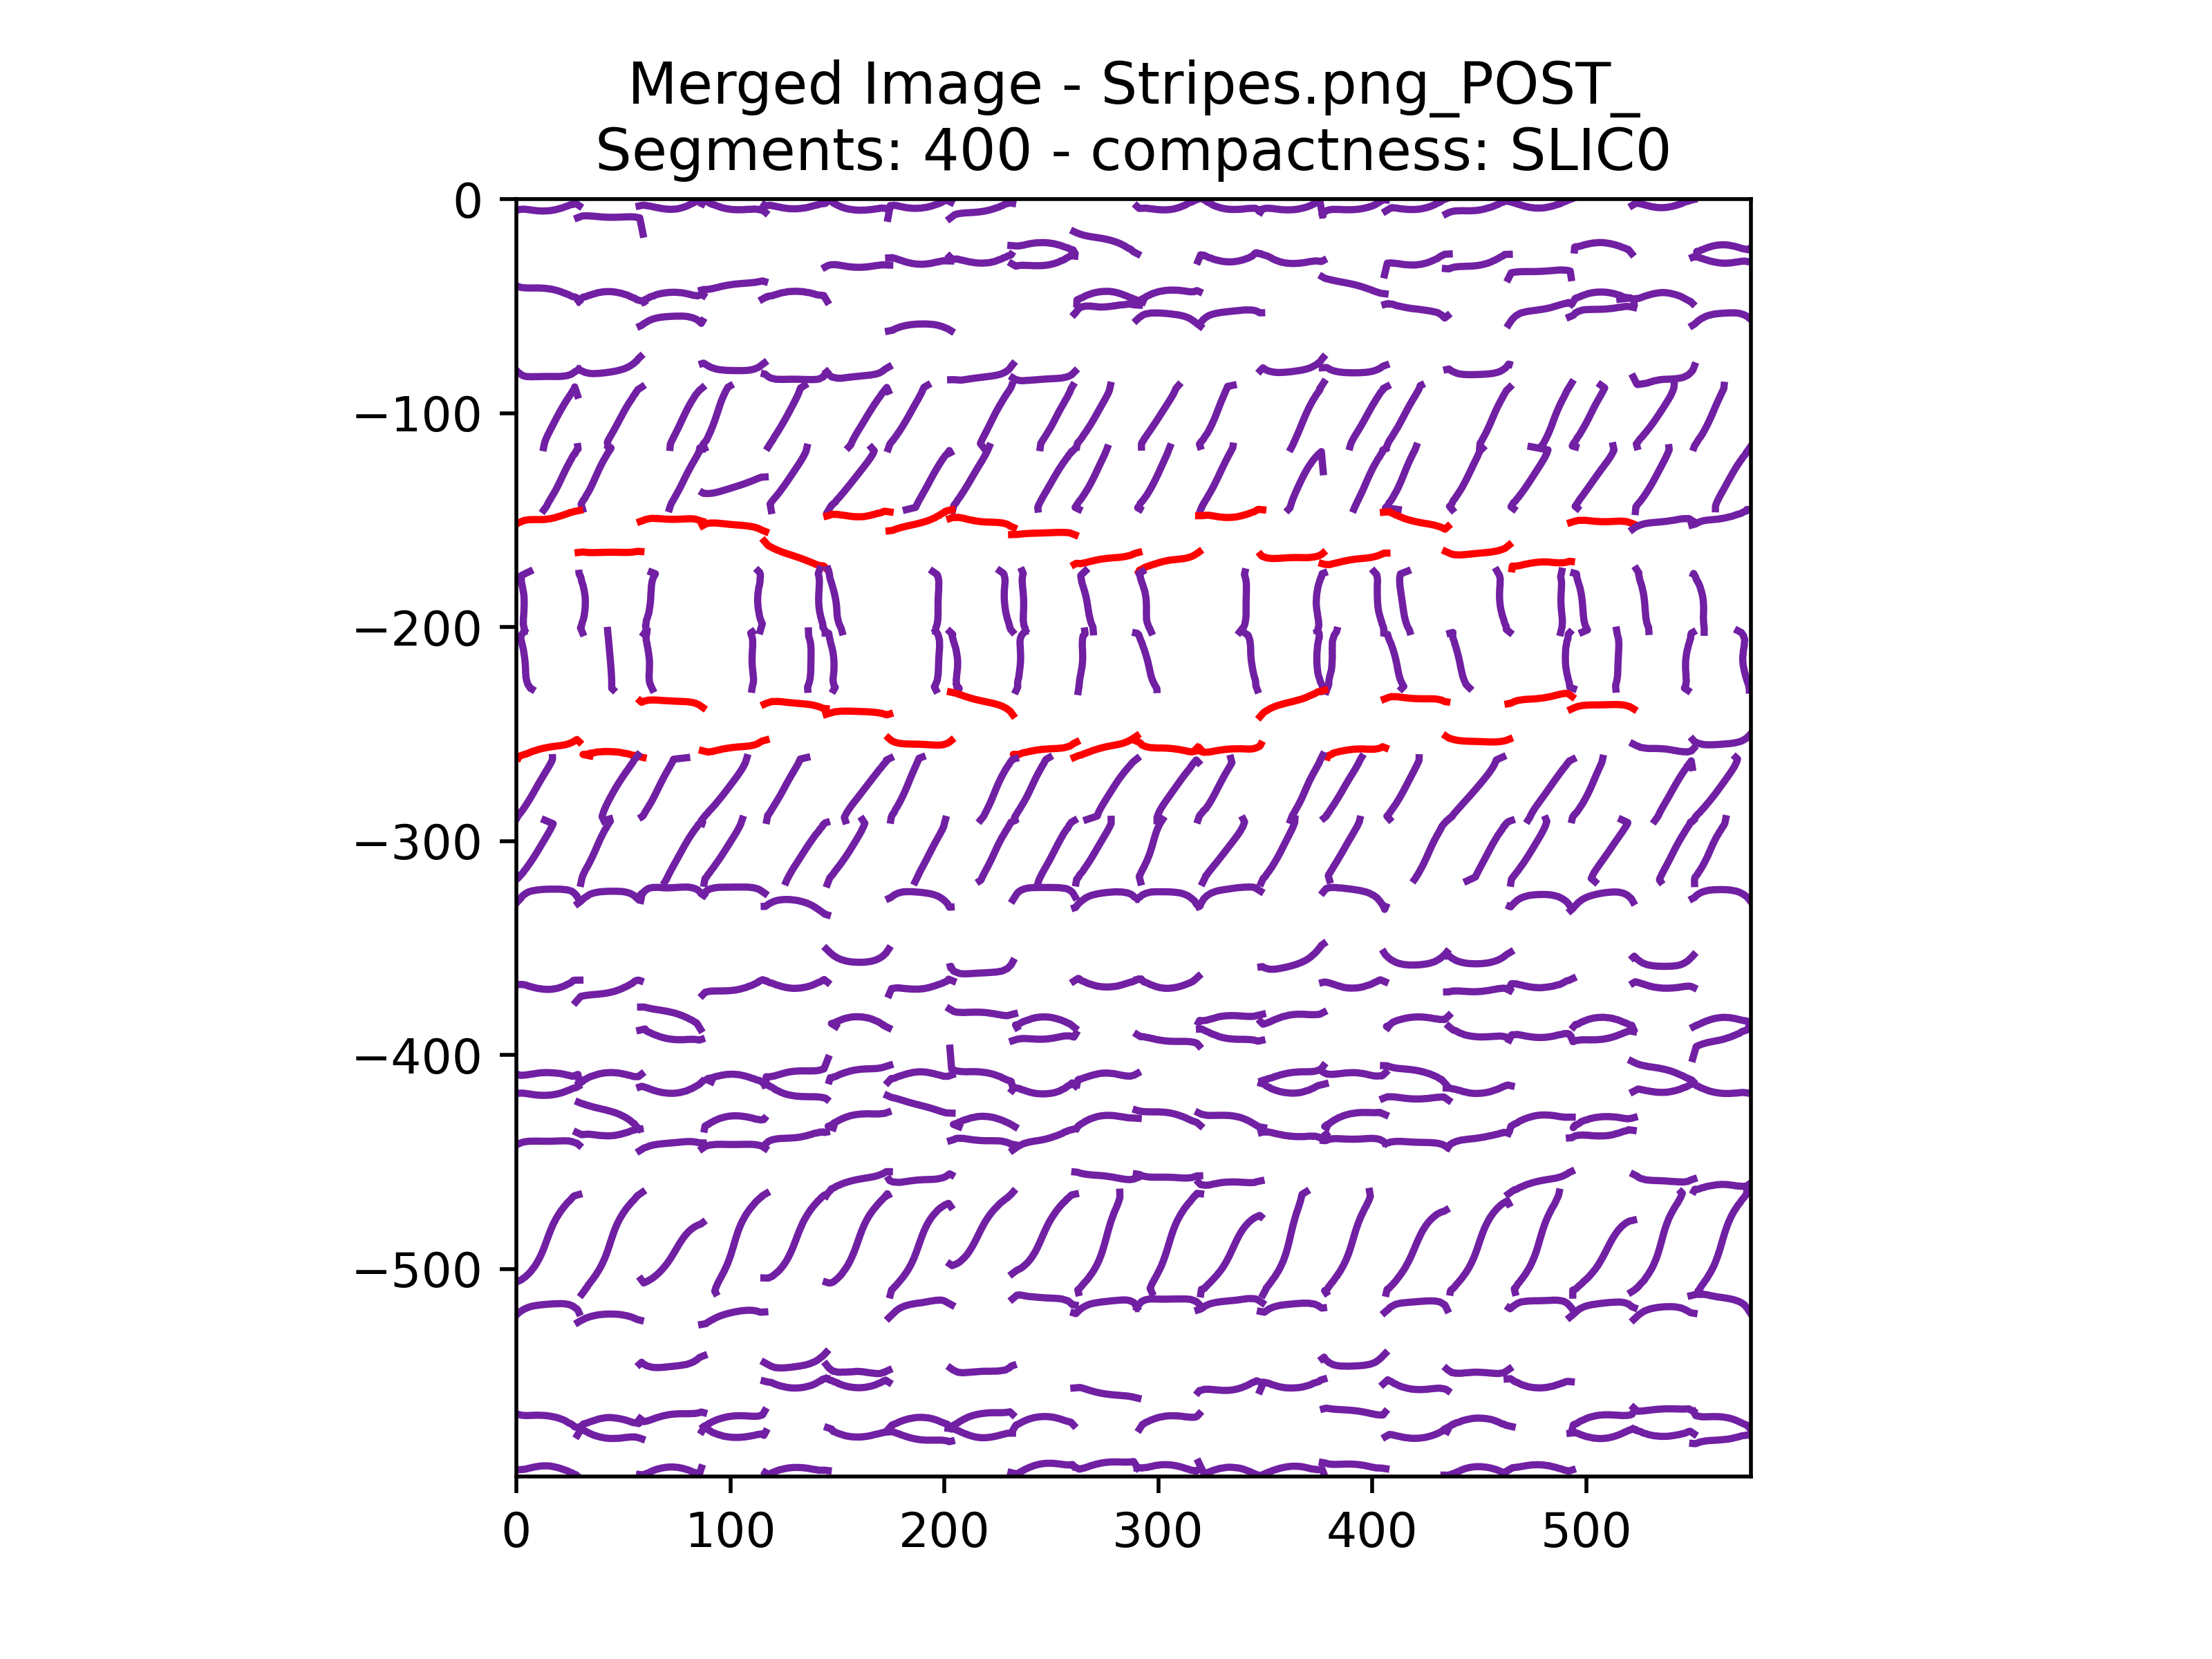 Merged Image - Stripes.png_POST_
Segments: 400 - compactness: SLIC0
0
−100
−200
−300
−400
−500
0 100 200 300 400 500